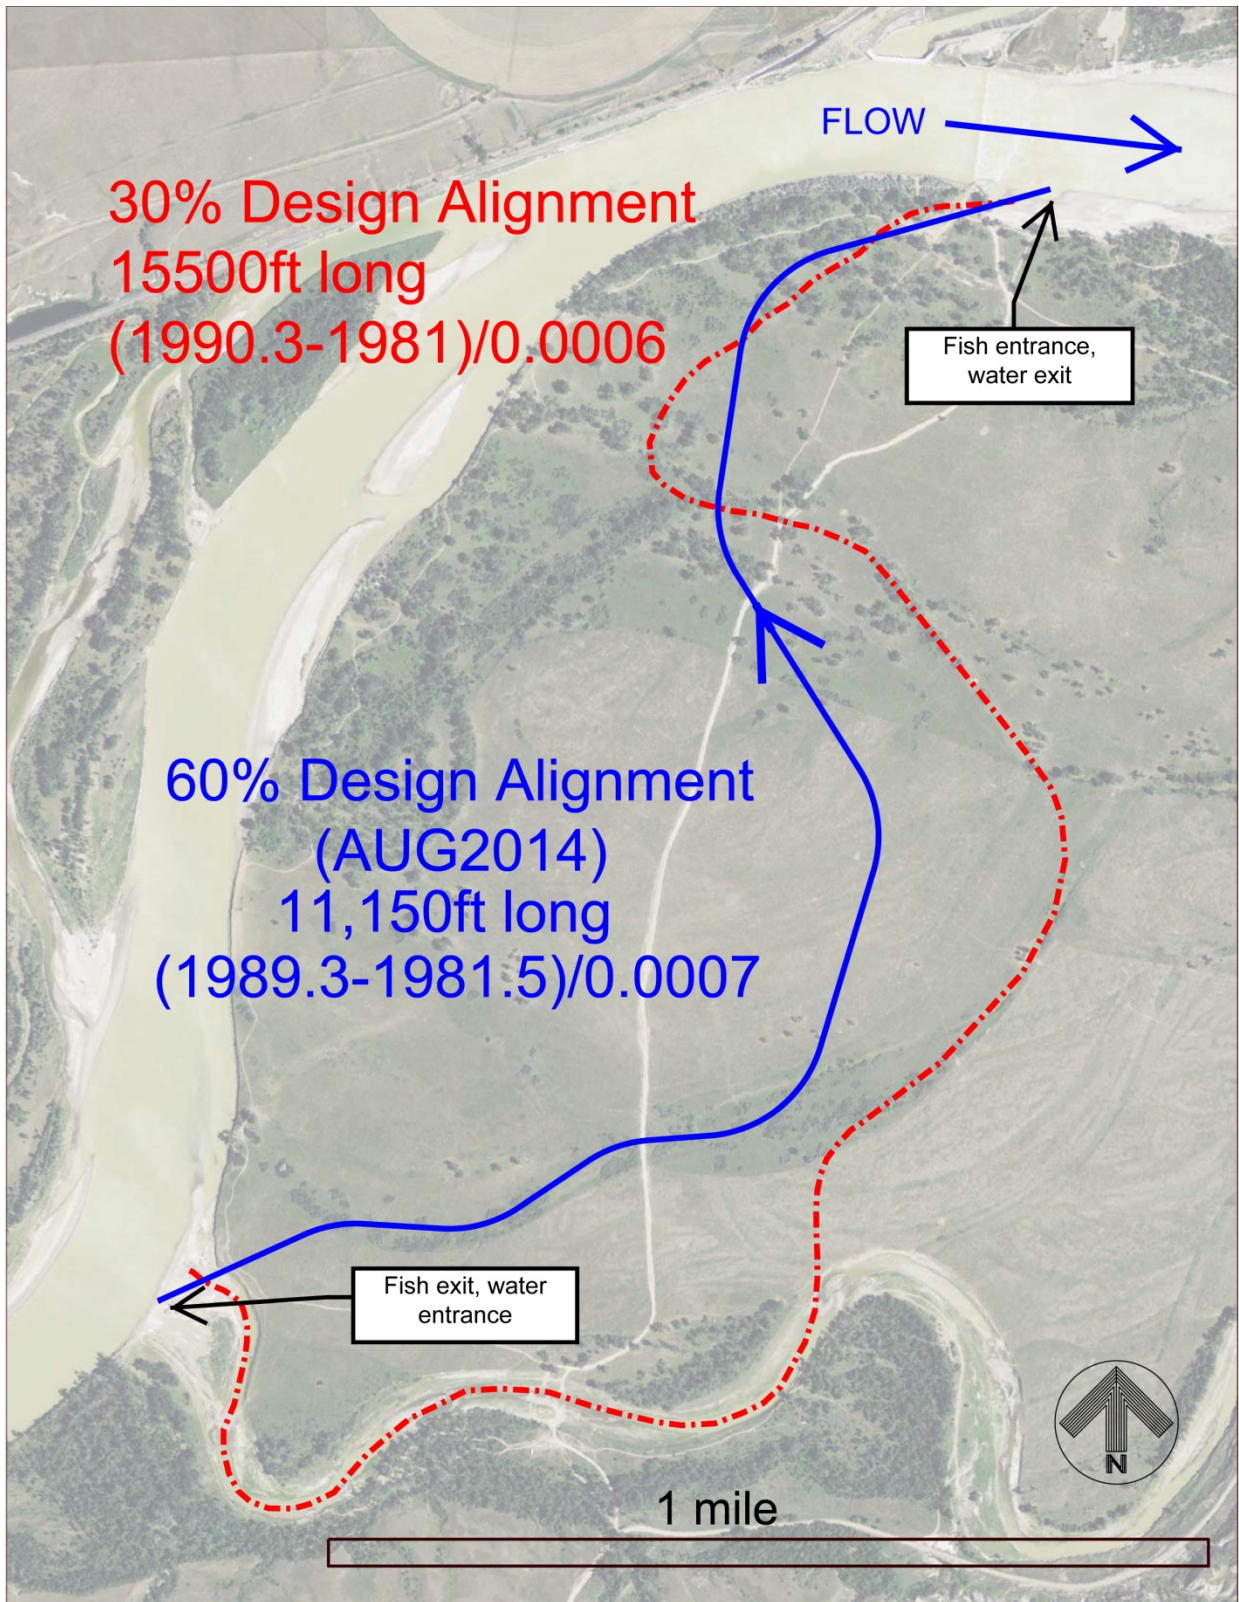 FLOW
30% Design Alignment
15500ft long
(1990.3-1981)/0.0006
Fish entrance,
water exit
60% Design Alignment
(AUG2014)
11,150ft long
(1989.3-1981.5)/0.0007
Fish exit, water
entrance
N
1 mile